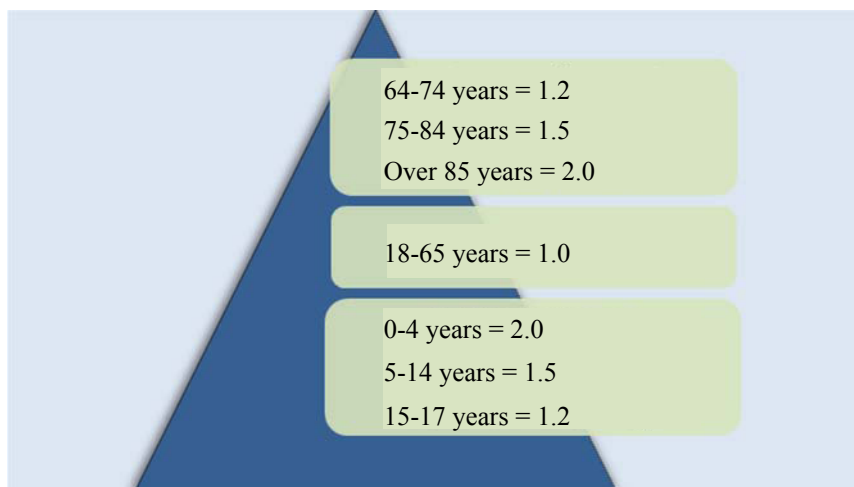 64-74 years = 1.2
75-84 years = 1.5
Over 85 years = 2.0
18-65 years = 1.0
0-4 years = 2.0
5-14 years = 1.5
15-17 years = 1.2